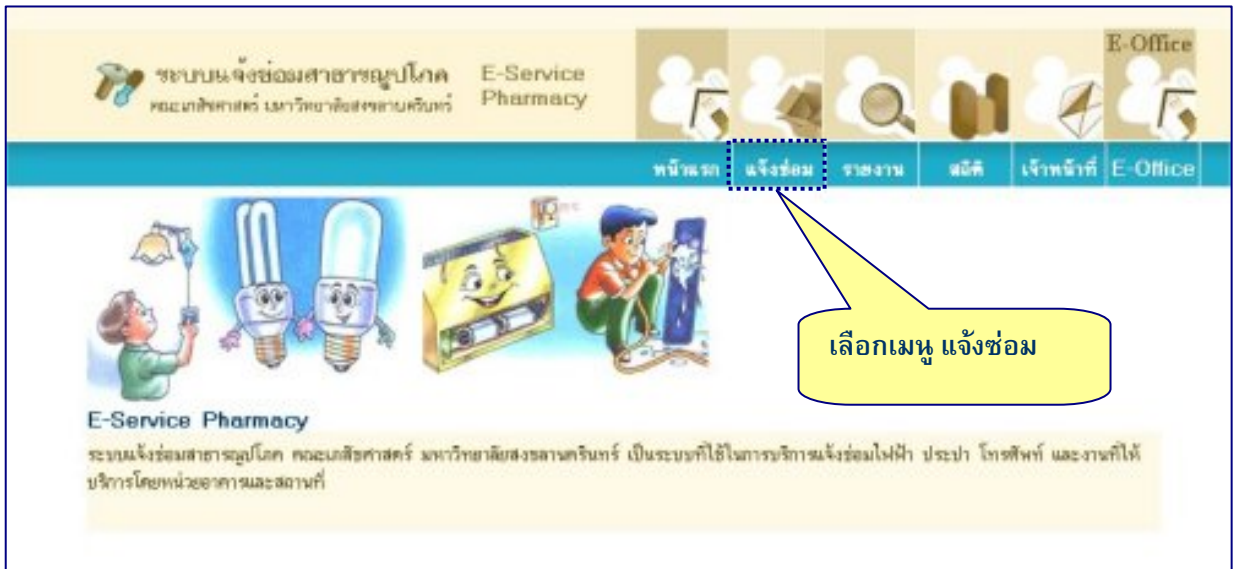 E-Office
ระบบแจ้งซ่อมสาธารณูปโภค
E-Service
คณะเภสัชศาสตร์ มหาวิทยาลัยสงขลานครินทร์
Pharmacy
หน้าแรก แจ้งซ่อม รายงาน สถิติ เจ้าหน้าที่ E-Office
เลือกเมนู แจ้งซ่อม
E-Service Pharmacy
ระบบแจ้งซ่อมสาธารณูปโภค คณะเภสัชศาสตร์ มหาวิทยาลัยสงขลานครินทร์ เป็นระบบที่ใช้ในการบริการแจ้งซ่อมไฟฟ้า ประปา โทรศัพท์ และงานที่ให้
บริการโดยหน่วยอาคารและสถานที่